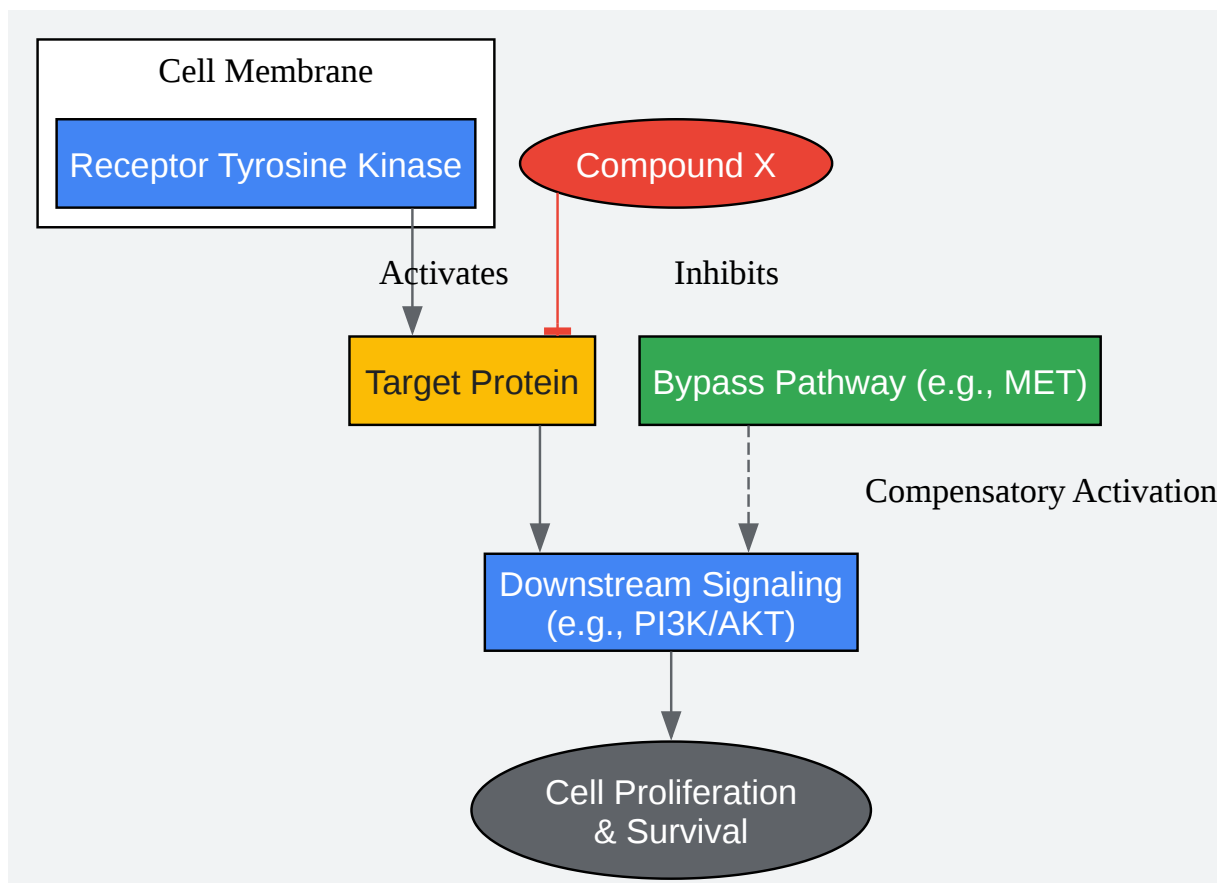 Cell Membrane
Receptor Tyrosine Kinase
Compound X
Activates
Inhibits
Target Protein
Bypass Pathway (e.g., MET)
Compensatory Activation
Downstream Signaling
(e.g., PI3K/AKT)
Cell Proliferation
& Survival